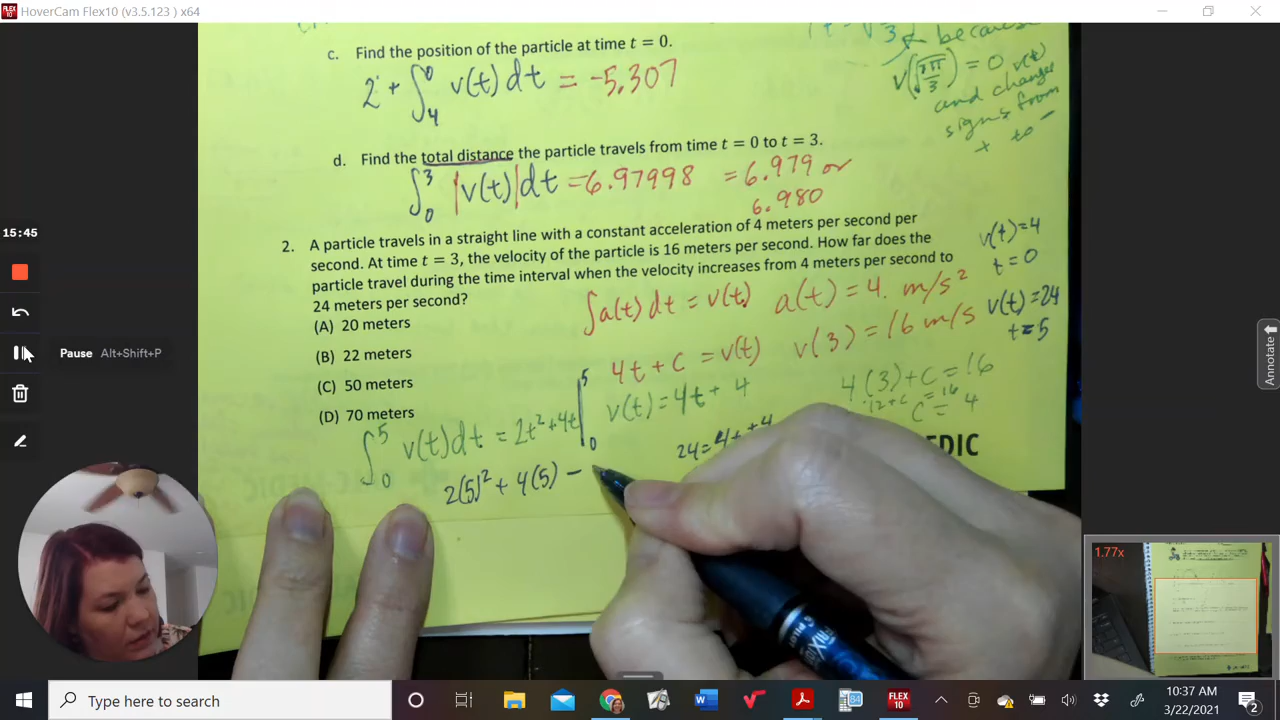 HoverCam Flex10 (v3.5.123 ) x64
c. Find the position of the particle at time t = 0.
2 + ∫₄⁰ v(t) dt = -5.307
because
v(√3π/3) = 0 v(t)
and changes
signs from
+ to -
d. Find the total distance the particle travels from time t = 0 to t = 3.
∫₀³ |v(t)| dt = 6.97998 = 6.979 or
6.980
2. A particle travels in a straight line with a constant acceleration of 4 meters per second per
second. At time t = 3, the velocity of the particle is 16 meters per second. How far does the
particle travel during the time interval when the velocity increases from 4 meters per second to
24 meters per second?
(A) 20 meters
(B) 22 meters
(C) 50 meters
(D) 70 meters
∫a(t) dt = v(t) a(t) = 4. m/s²
4t + C = v(t) v(3) = 16 m/s
v(t) = 4t + 4
v(t) = 4
t = 0
v(t) = 24
t = 5
4(3) + C = 16
12 + C = 16
C = 4
24 = 4t + 4
∫₀⁵ v(t) dt = 2t² + 4t |₀⁵
2(5)² + 4(5) -
EDIC
15:45
Pause Alt+Shift+P
Annotate
1.77x
Type here to search
FLEX
10
10:37 AM
3/22/2021
2